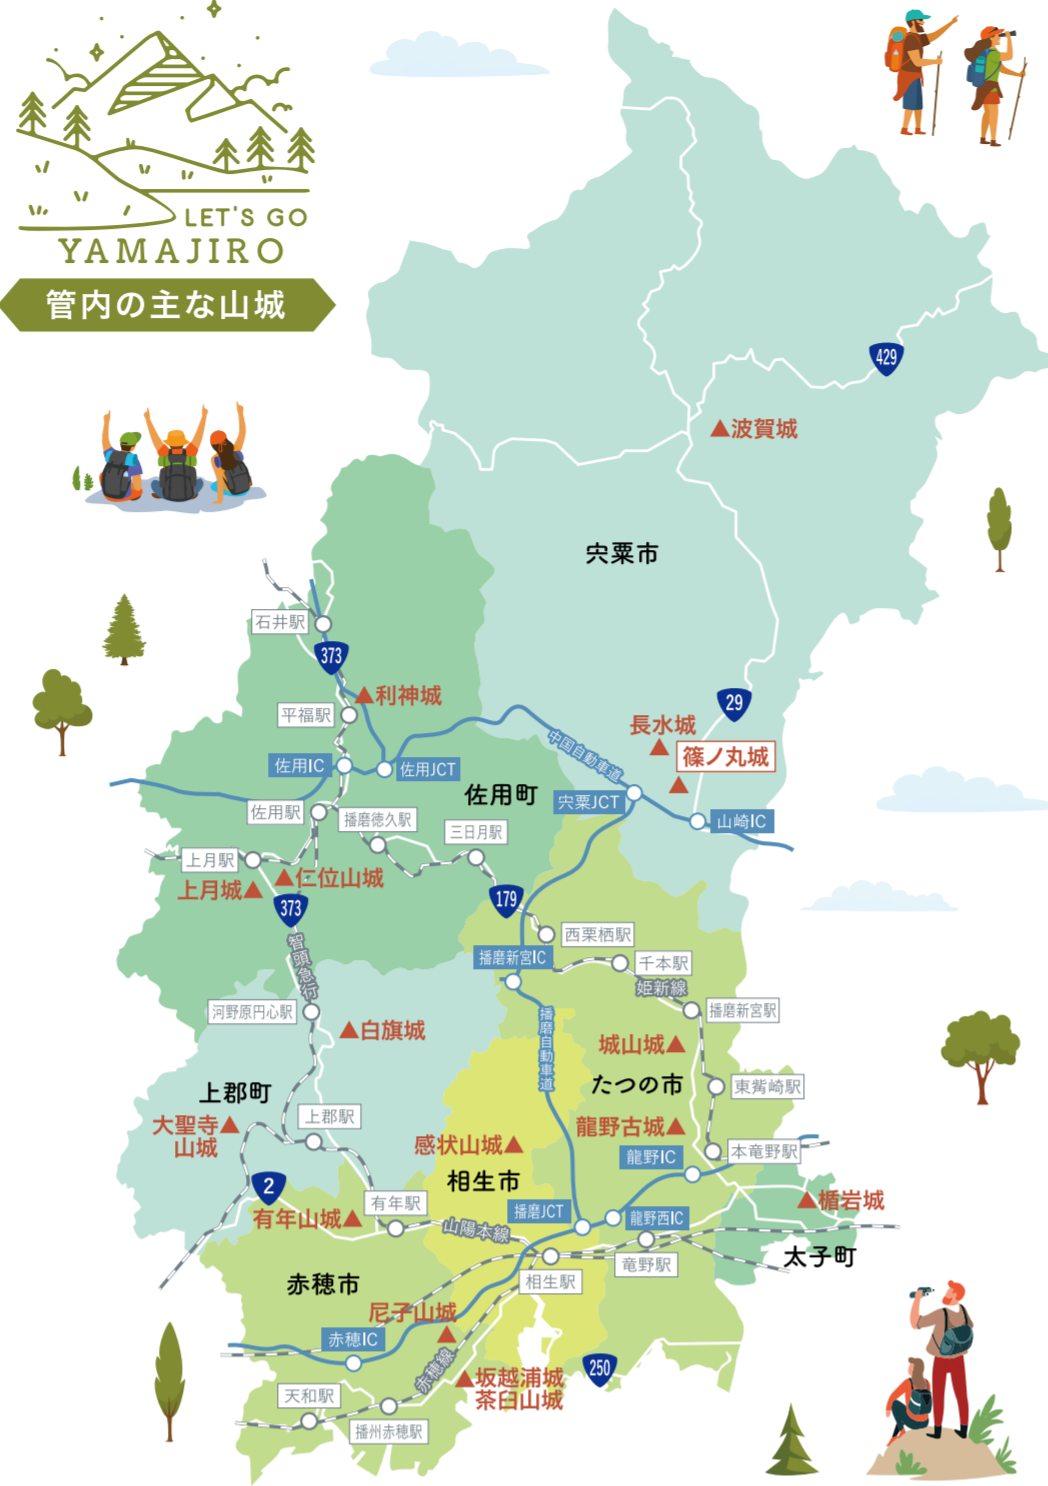 LET'S GO
YAMAJIRO
管内の主な山城
429
波賀城
宍粟市
石井駅
373
利神城
平福駅
29
長水城
篠ノ丸城
中国自動車道
佐用IC
佐用JCT
佐用町
宍粟JCT
山崎IC
佐用駅
播磨徳久駅
三日月駅
上月駅
上月城
仁位山城
373
179
智頭急行
西栗栖駅
播磨新宮IC
千本駅
姫新線
河野原円心駅
播磨新宮駅
白旗城
播磨自動車道
城山城
たつの市
東觜崎駅
上郡町
上郡駅
大聖寺
山城
龍野古城
感状山城
龍野IC
本竜野駅
相生市
2
有年駅
有年山城
播磨JCT
龍野西IC
楯岩城
山陽本線
太子町
竜野駅
相生駅
赤穂市
尼子山城
赤穂IC
250
赤穂線
坂越浦城
茶臼山城
天和駅
播州赤穂駅